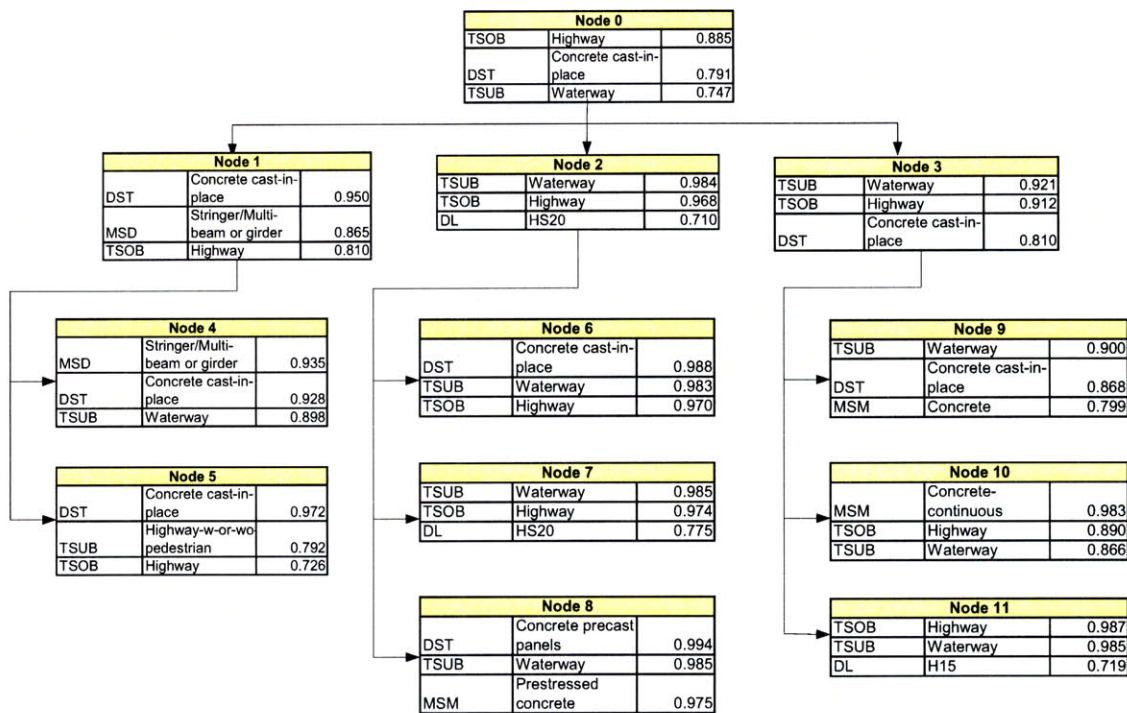 Node 0
TSOB Highway 0.885
Concrete cast-in-
DST place 0.791
TSUB Waterway 0.747
Node 1
Concrete cast-in-
DST place 0.950
Stringer/Multi-
MSD beam or girder 0.865
TSOB Highway 0.810
Node 2
TSUB Waterway 0.984
TSOB Highway 0.968
DL HS20 0.710
Node 3
TSUB Waterway 0.921
TSOB Highway 0.912
Concrete cast-in-
DST place 0.810
Node 4
Stringer/Multi-
MSD beam or girder 0.935
Concrete cast-in-
DST place 0.928
TSUB Waterway 0.898
Node 5
Concrete cast-in-
DST place 0.972
Highway-w-or-wo-
TSUB pedestrian 0.792
TSOB Highway 0.726
Node 6
Concrete cast-in-
DST place 0.988
TSUB Waterway 0.983
TSOB Highway 0.970
Node 7
TSUB Waterway 0.985
TSOB Highway 0.974
DL HS20 0.775
Node 8
Concrete precast
DST panels 0.994
TSUB Waterway 0.985
Prestressed
MSM concrete 0.975
Node 9
TSUB Waterway 0.900
Concrete cast-in-
DST place 0.868
MSM Concrete 0.799
Node 10
Concrete-
MSM continuous 0.983
TSOB Highway 0.890
TSUB Waterway 0.866
Node 11
TSOB Highway 0.987
TSUB Waterway 0.985
DL H15 0.719